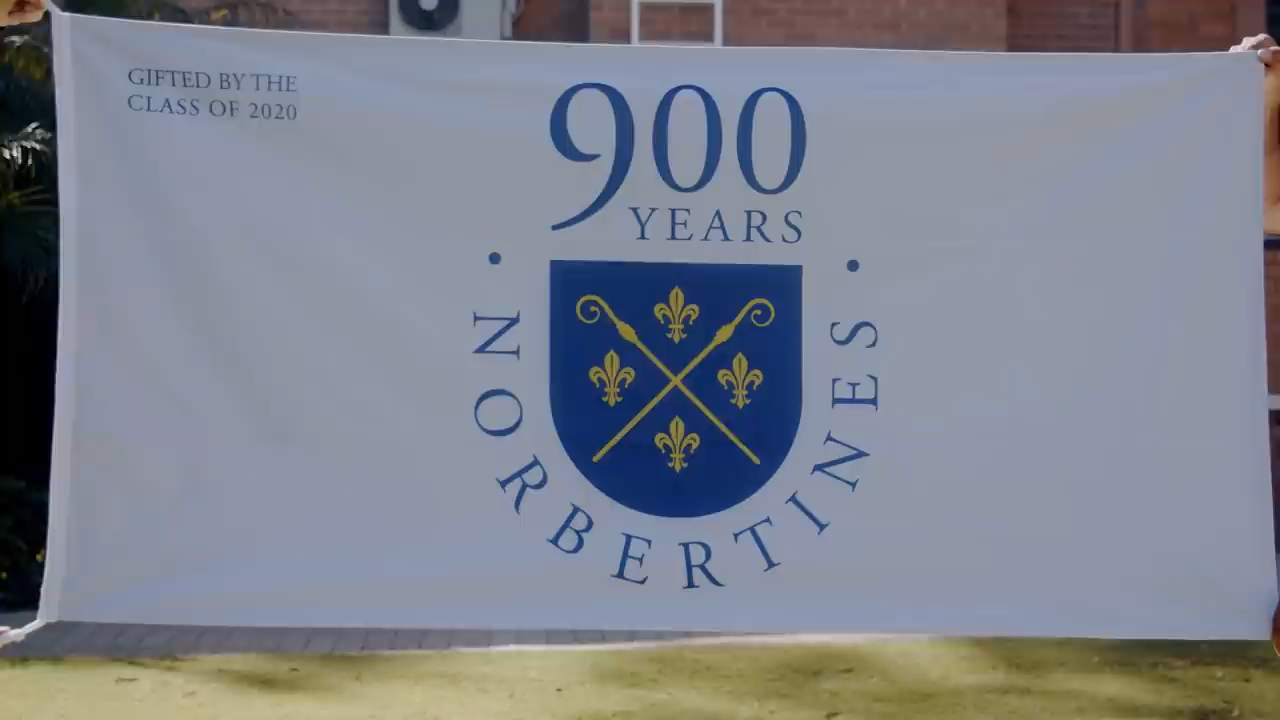 GIFTED BY THE
CLASS OF 2020
900
YEARS
• NORBERTINES •